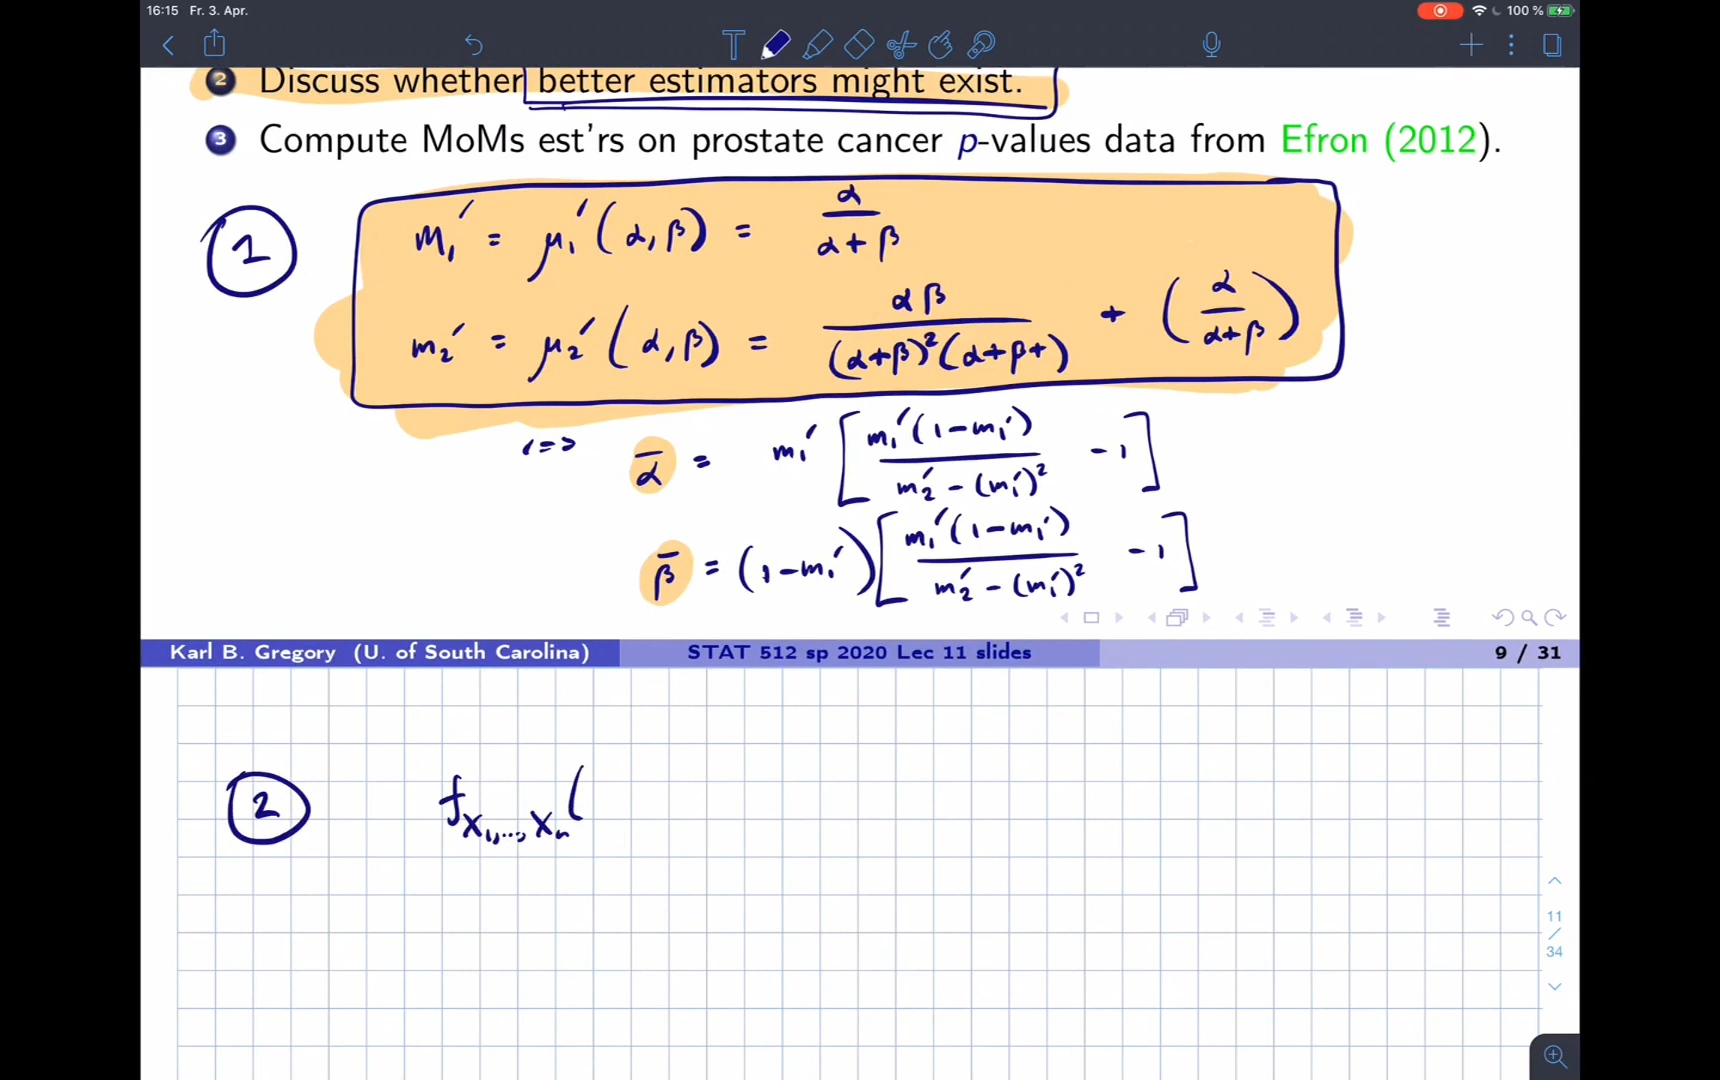 16:15 Fr. 3. Apr. 100 %
2 Discuss whether better estimators might exist.
3 Compute MoMs est'rs on prostate cancer p-values data from Efron (2012).
1
m₁′ = μ₁′(α, β) = α/(α + β)
m₂′ = μ₂′(α, β) = αβ/((α+β)²(α+β+)) + (α/(α+β))
<=> ᾱ = m₁′ [ m₁′(1−m₁′)/(m₂′ − (m₁′)²) − 1 ]
β̄ = (1−m₁′) [ m₁′(1−m₁′)/(m₂′ − (m₁′)²) − 1 ]
Karl B. Gregory (U. of South Carolina) STAT 512 sp 2020 Lec 11 slides 9 / 31
2 f_{X₁,...,Xₙ}(
11
/
34